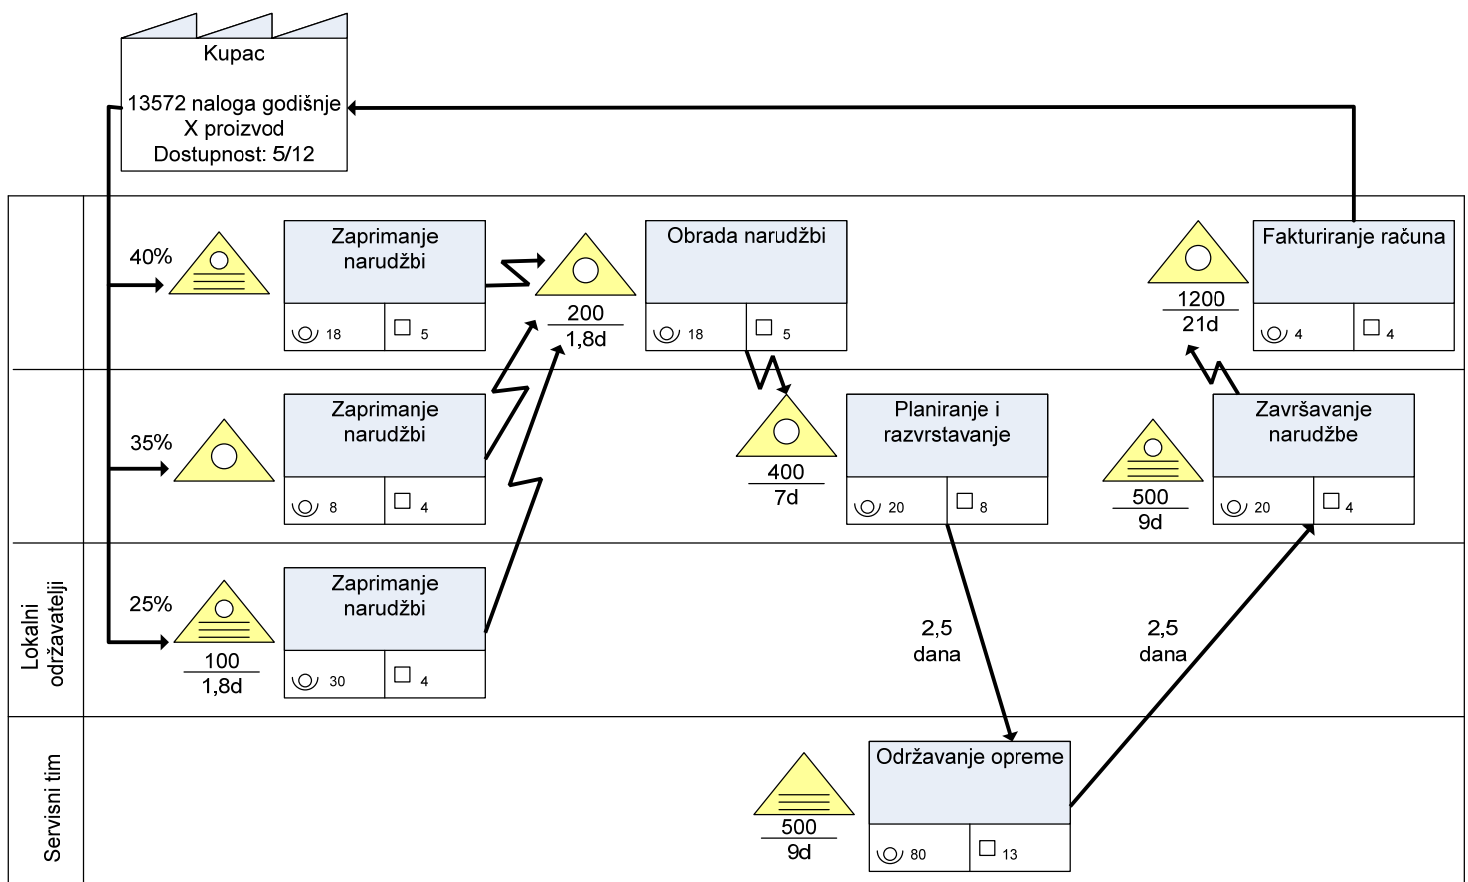 Kupac
13572 naloga godišnje
X proizvod
Dostupnost: 5/12
40%
Zaprimanje
narudžbi
18
5
200
1,8d
Obrada narudžbi
18
5
1200
21d
Fakturiranje računa
4
4
35%
Zaprimanje
narudžbi
8
4
400
7d
Planiranje i
razvrstavanje
20
8
500
9d
Završavanje
narudžbe
20
4
Lokalni
održavatelji
25%
100
1,8d
Zaprimanje
narudžbi
30
4
2,5
dana
2,5
dana
Servisni tim
500
9d
Održavanje opreme
80
13